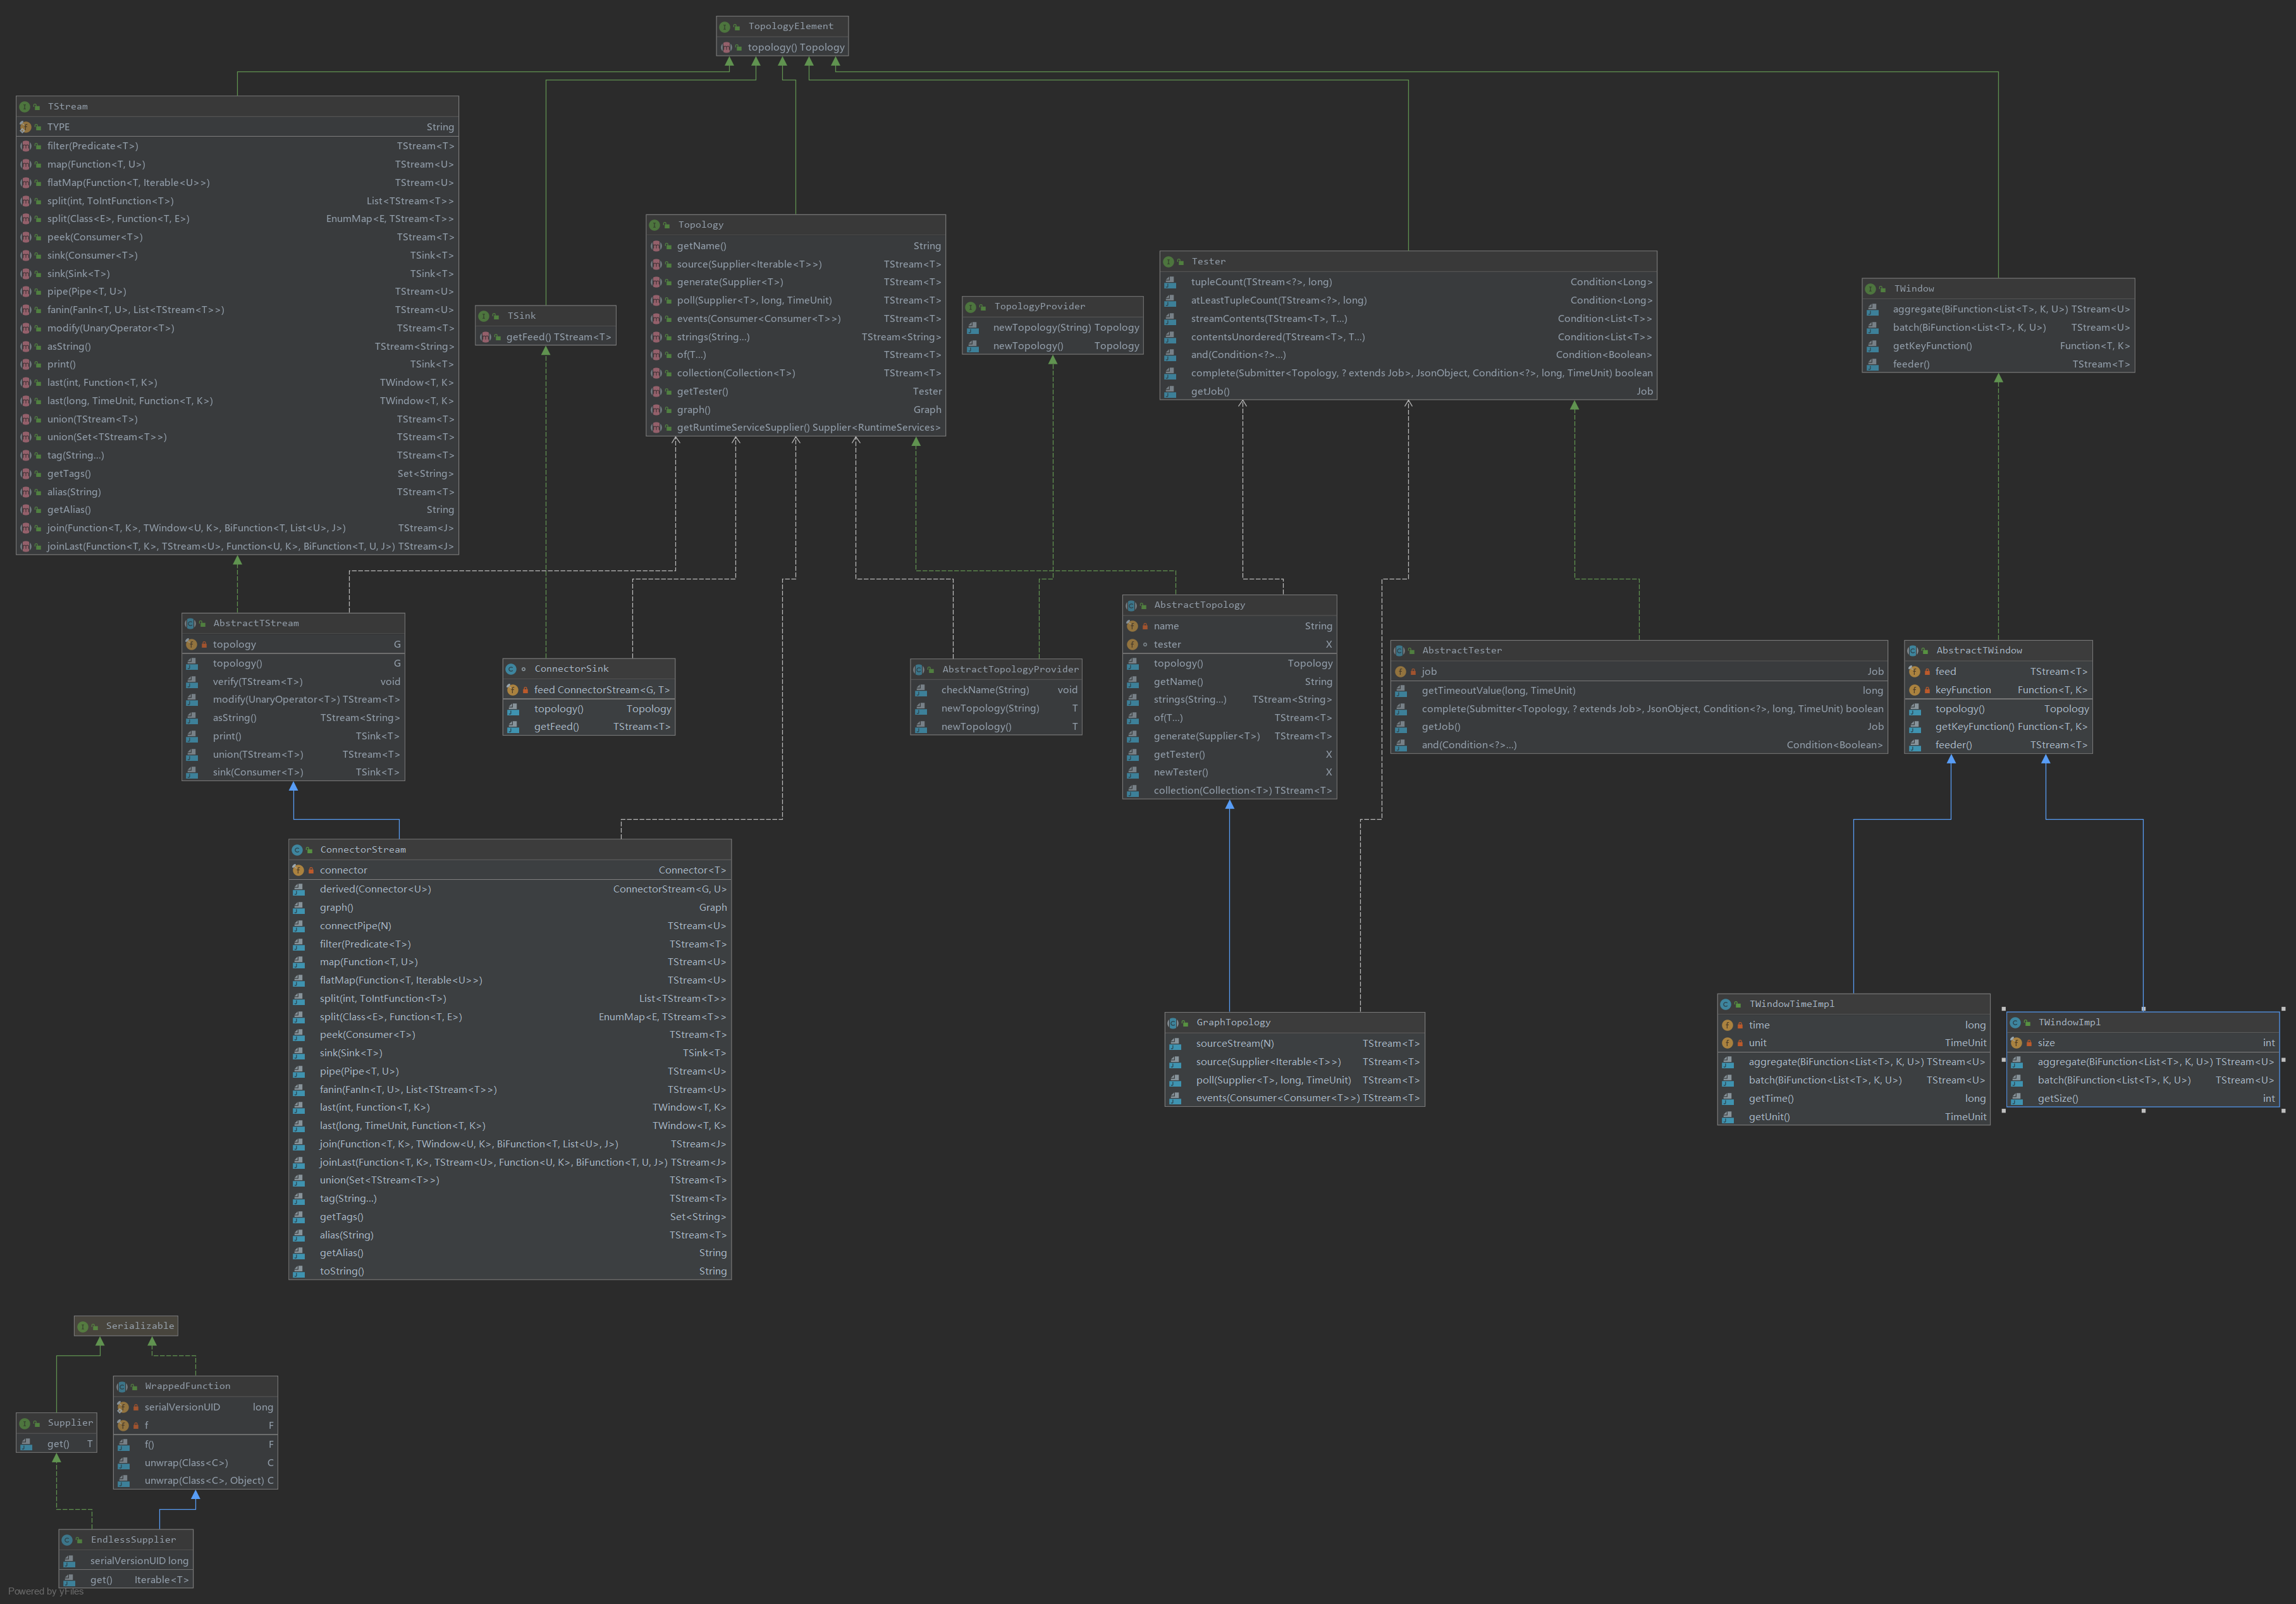 TopologyElement
topology() Topology
TStream
TYPE String
filter(Predicate<T>) TStream<T>
map(Function<T, U>) TStream<U>
flatMap(Function<T, Iterable<U>>) TStream<U>
split(int, ToIntFunction<T>) List<TStream<T>>
split(Class<E>, Function<T, E>) EnumMap<E, TStream<T>>
peek(Consumer<T>) TStream<T>
sink(Consumer<T>) TSink<T>
sink(Sink<T>) TSink<T>
pipe(Pipe<T, U>) TStream<U>
fanin(FanIn<T, U>, List<TStream<T>>) TStream<U>
modify(UnaryOperator<T>) TStream<T>
asString() TStream<String>
print() TSink<T>
last(int, Function<T, K>) TWindow<T, K>
last(long, TimeUnit, Function<T, K>) TWindow<T, K>
union(TStream<T>) TStream<T>
union(Set<TStream<T>>) TStream<T>
tag(String...) TStream<T>
getTags() Set<String>
alias(String) TStream<T>
getAlias() String
join(Function<T, K>, TWindow<U, K>, BiFunction<T, List<U>, J>) TStream<J>
joinLast(Function<T, K>, TStream<U>, Function<U, K>, BiFunction<T, U, J>) TStream<J>
TSink
getFeed() TStream<T>
Topology
getName() String
source(Supplier<Iterable<T>>) TStream<T>
generate(Supplier<T>) TStream<T>
poll(Supplier<T>, long, TimeUnit) TStream<T>
events(Consumer<Consumer<T>>) TStream<T>
strings(String...) TStream<String>
of(T...) TStream<T>
collection(Collection<T>) TStream<T>
getTester() Tester
graph() Graph
getRuntimeServiceSupplier() Supplier<RuntimeServices>
TopologyProvider
newTopology(String) Topology
newTopology() Topology
Tester
tupleCount(TStream<?>, long) Condition<Long>
atLeastTupleCount(TStream<?>, long) Condition<Long>
streamContents(TStream<T>, T...) Condition<List<T>>
contentsUnordered(TStream<T>, T...) Condition<List<T>>
and(Condition<?>...) Condition<Boolean>
complete(Submitter<Topology, ? extends Job>, JsonObject, Condition<?>, long, TimeUnit) boolean
getJob() Job
TWindow
aggregate(BiFunction<List<T>, K, U>) TStream<U>
batch(BiFunction<List<T>, K, U>) TStream<U>
getKeyFunction() Function<T, K>
feeder() TStream<T>
AbstractTStream
topology G
topology() G
verify(TStream<T>) void
modify(UnaryOperator<T>) TStream<T>
asString() TStream<String>
print() TSink<T>
union(TStream<T>) TStream<T>
sink(Consumer<T>) TSink<T>
ConnectorSink
feed ConnectorStream<G, T>
topology() Topology
getFeed() TStream<T>
AbstractTopologyProvider
checkName(String) void
newTopology(String) T
newTopology() T
AbstractTopology
name String
tester X
topology() Topology
getName() String
strings(String...) TStream<String>
of(T...) TStream<T>
generate(Supplier<T>) TStream<T>
getTester() X
newTester() X
collection(Collection<T>) TStream<T>
AbstractTester
job Job
getTimeoutValue(long, TimeUnit) long
complete(Submitter<Topology, ? extends Job>, JsonObject, Condition<?>, long, TimeUnit) boolean
getJob() Job
and(Condition<?>...) Condition<Boolean>
AbstractTWindow
feed TStream<T>
keyFunction Function<T, K>
topology() Topology
getKeyFunction() Function<T, K>
feeder() TStream<T>
ConnectorStream
connector Connector<T>
derived(Connector<U>) ConnectorStream<G, U>
graph() Graph
connectPipe(N) TStream<U>
filter(Predicate<T>) TStream<T>
map(Function<T, U>) TStream<U>
flatMap(Function<T, Iterable<U>>) TStream<U>
split(int, ToIntFunction<T>) List<TStream<T>>
split(Class<E>, Function<T, E>) EnumMap<E, TStream<T>>
peek(Consumer<T>) TStream<T>
sink(Sink<T>) TSink<T>
pipe(Pipe<T, U>) TStream<U>
fanin(FanIn<T, U>, List<TStream<T>>) TStream<U>
last(int, Function<T, K>) TWindow<T, K>
last(long, TimeUnit, Function<T, K>) TWindow<T, K>
join(Function<T, K>, TWindow<U, K>, BiFunction<T, List<U>, J>) TStream<J>
joinLast(Function<T, K>, TStream<U>, Function<U, K>, BiFunction<T, U, J>) TStream<J>
union(Set<TStream<T>>) TStream<T>
tag(String...) TStream<T>
getTags() Set<String>
alias(String) TStream<T>
getAlias() String
toString() String
GraphTopology
sourceStream(N) TStream<T>
source(Supplier<Iterable<T>>) TStream<T>
poll(Supplier<T>, long, TimeUnit) TStream<T>
events(Consumer<Consumer<T>>) TStream<T>
TWindowTimeImpl
time long
unit TimeUnit
aggregate(BiFunction<List<T>, K, U>) TStream<U>
batch(BiFunction<List<T>, K, U>) TStream<U>
getTime() long
getUnit() TimeUnit
TWindowImpl
size int
aggregate(BiFunction<List<T>, K, U>) TStream<U>
batch(BiFunction<List<T>, K, U>) TStream<U>
getSize() int
Serializable
WrappedFunction
serialVersionUID long
f F
f() F
unwrap(Class<C>) C
unwrap(Class<C>, Object) C
Supplier
get() T
EndlessSupplier
serialVersionUID long
get() Iterable<T>
Powered by yFiles